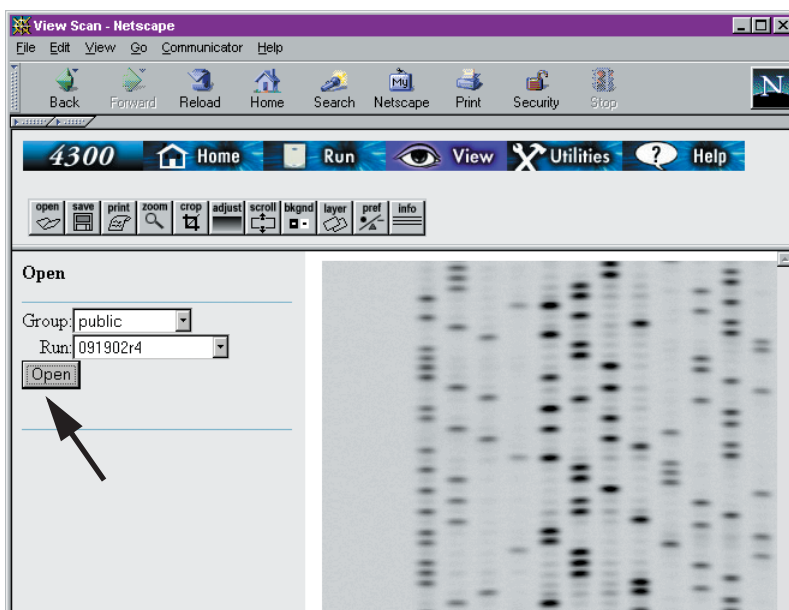 View Scan - Netscape
File Edit View Go Communicator Help
Back Forward Reload Home Search Netscape Print Security Stop
My
N
4300 Home Run View Utilities ? Help
open save print zoom crop adjust scroll bkgnd layer pref info
Open
Group: public
Run: 091902r4
Open